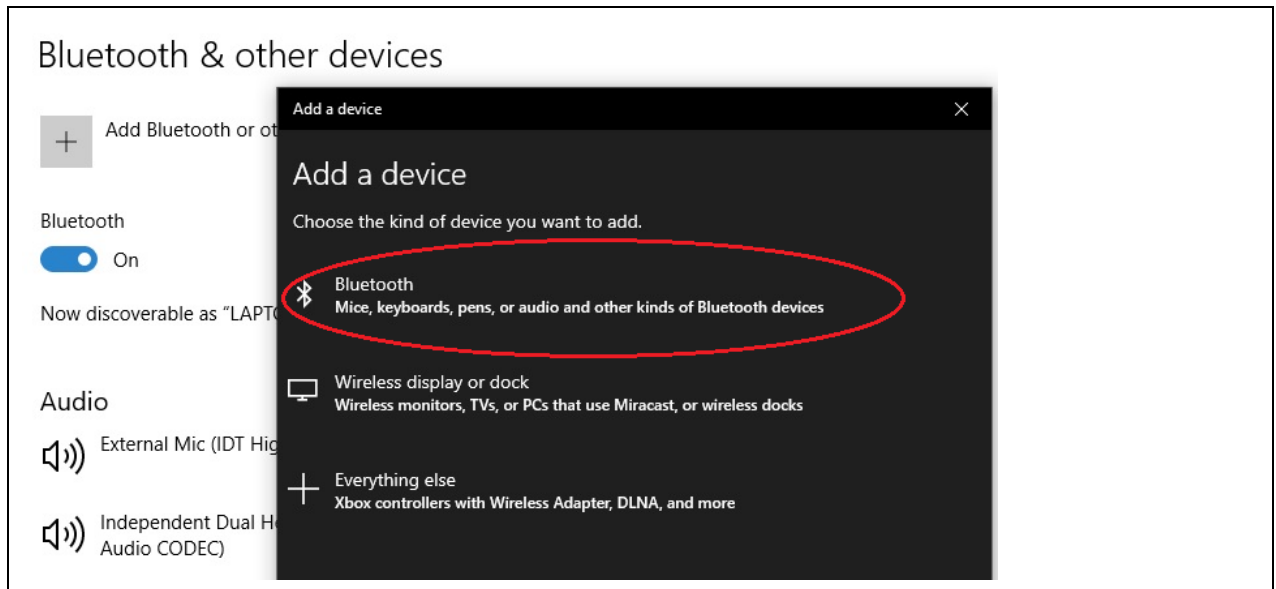 Bluetooth & other devices
Add a device
Add Bluetooth or ot
Add a device
Choose the kind of device you want to add.
Bluetooth
On
Now discoverable as “LAPT
Bluetooth
Mice, keyboards, pens, or audio and other kinds of Bluetooth devices
Wireless display or dock
Wireless monitors, TVs, or PCs that use Miracast, or wireless docks
Everything else
Xbox controllers with Wireless Adapter, DLNA, and more
Audio
External Mic (IDT Hig
Independent Dual H
Audio CODEC)